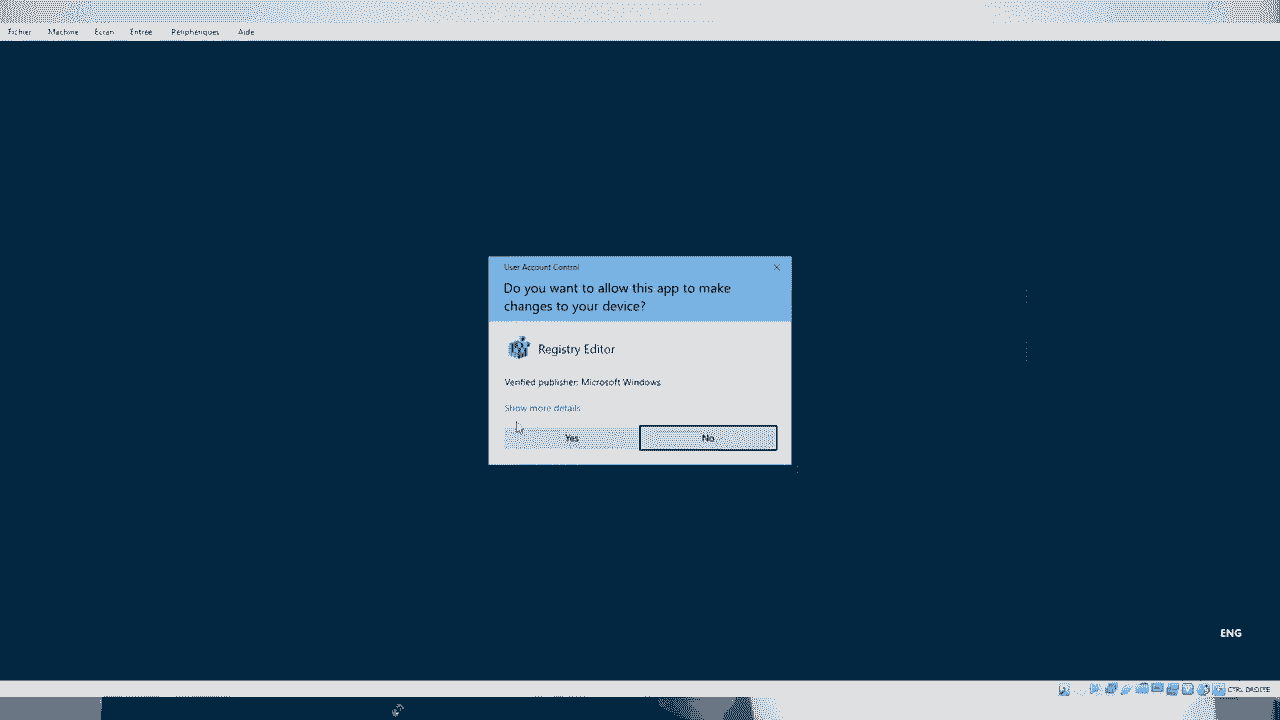 Fichier Machine Écran Entrée Périphériques Aide
User Account Control
Do you want to allow this app to make
changes to your device?
Registry Editor
Verified publisher: Microsoft Windows
Show more details
Yes No
ENG
CTRL DROITE